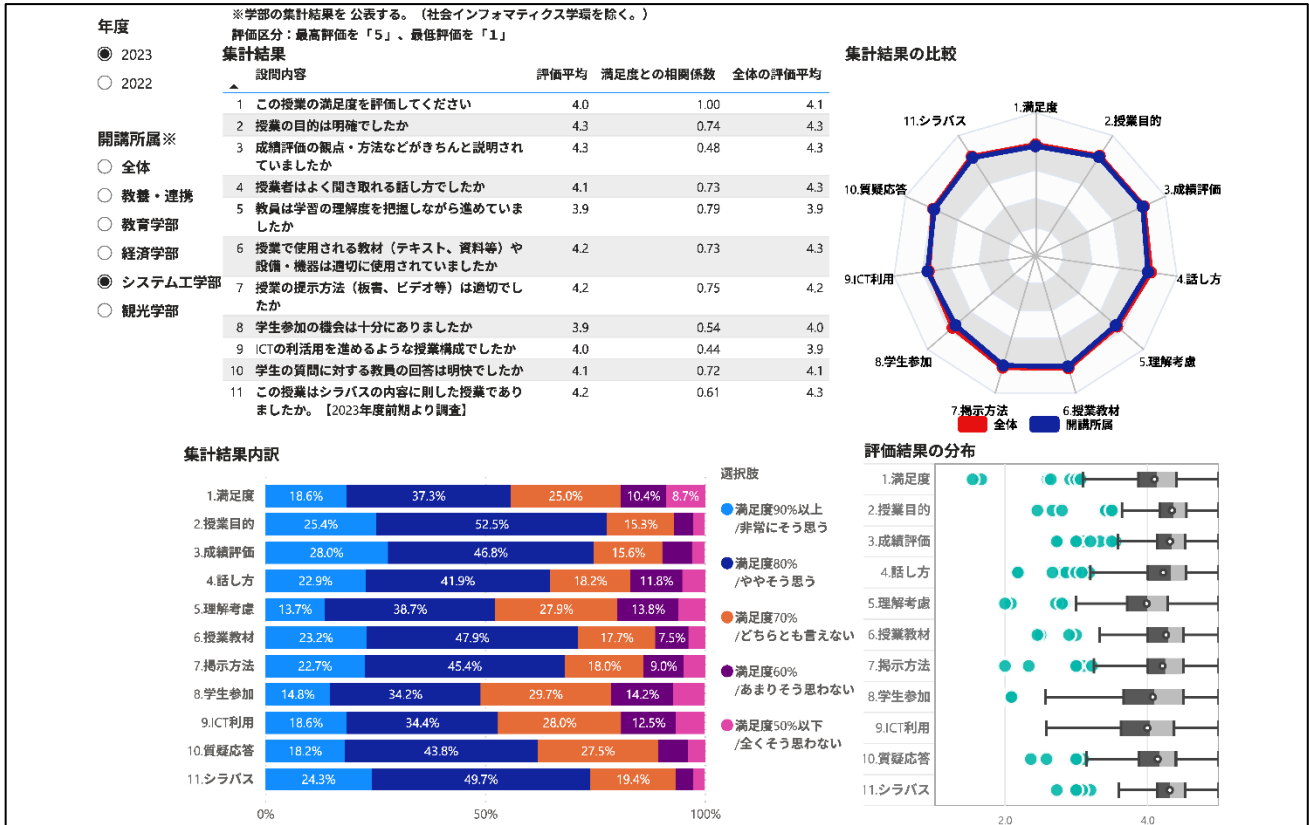 ※学部の集計結果を 公表する。（社会インフォマティクス学環を除く。）
評価区分：最高評価を「５」、最低評価を「１」
年度
2023
2022
開講所属※
全体
教養・連携
教育学部
経済学部
システム工学部
観光学部
集計結果
設問内容 評価平均 満足度との相関係数 全体の評価平均
1 この授業の満足度を評価してください 4.0 1.00 4.1
2 授業の目的は明確でしたか 4.3 0.74 4.3
3 成績評価の観点・方法などがきちんと説明され 4.3 0.48 4.3
ていましたか
4 授業者はよく聞き取れる話し方でしたか 4.1 0.73 4.3
5 教員は学習の理解度を把握しながら進めていま 3.9 0.79 3.9
したか
6 授業で使用される教材（テキスト、資料等）や 4.2 0.73 4.3
設備・機器は適切に使用されていましたか
7 授業の提示方法（板書、ビデオ等）は適切でし 4.2 0.75 4.2
たか
8 学生参加の機会は十分にありましたか 3.9 0.54 4.0
9 ICTの利活用を進めるような授業構成でしたか 4.0 0.44 3.9
10 学生の質問に対する教員の回答は明快でしたか 4.1 0.72 4.1
11 この授業はシラバスの内容に則した授業であり 4.2 0.61 4.3
ましたか。【2023年度前期より調査】
集計結果の比較
1.満足度
2.授業目的
3.成績評価
4.話し方
5.理解考慮
6.授業教材
7.掲示方法
8.学生参加
9.ICT利用
10.質疑応答
11.シラバス
全体 開講所属
集計結果内訳
1.満足度 18.6% 37.3% 25.0% 10.4% 8.7%
2.授業目的 25.4% 52.5% 15.3%
3.成績評価 28.0% 46.8% 15.6%
4.話し方 22.9% 41.9% 18.2% 11.8%
5.理解考慮 13.7% 38.7% 27.9% 13.8%
6.授業教材 23.2% 47.9% 17.7% 7.5%
7.掲示方法 22.7% 45.4% 18.0% 9.0%
8.学生参加 14.8% 34.2% 29.7% 14.2%
9.ICT利用 18.6% 34.4% 28.0% 12.5%
10.質疑応答 18.2% 43.8% 27.5%
11.シラバス 24.3% 49.7% 19.4%
0% 50% 100%
選択肢
満足度90%以上
/非常にそう思う
満足度80%
/ややそう思う
満足度70%
/どちらとも言えない
満足度60%
/あまりそう思わない
満足度50%以下
/全くそう思わない
評価結果の分布
1.満足度
2.授業目的
3.成績評価
4.話し方
5.理解考慮
6.授業教材
7.掲示方法
8.学生参加
9.ICT利用
10.質疑応答
11.シラバス
2.0 4.0